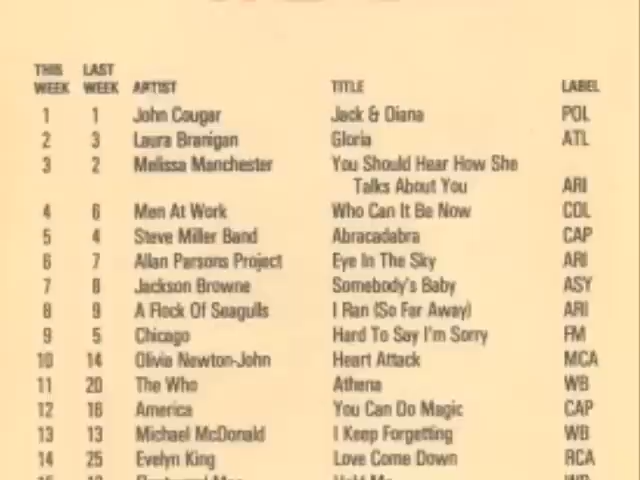 THIS LAST
WEEK WEEK ARTIST TITLE LABEL
1 1 John Cougar Jack & Diana POL
2 3 Laura Branigan Gloria ATL
3 2 Melissa Manchester You Should Hear How She
Talks About You ARI
4 6 Men At Work Who Can It Be Now COL
5 4 Steve Miller Band Abracadabra CAP
6 7 Allan Parsons Project Eye In The Sky ARI
7 8 Jackson Browne Somebody's Baby ASY
8 9 A Flock Of Seagulls I Ran (So Far Away) ARI
9 5 Chicago Hard To Say I'm Sorry FM
10 14 Olivia Newton-John Heart Attack MCA
11 20 The Who Athena WB
12 16 America You Can Do Magic CAP
13 13 Michael McDonald I Keep Forgetting WB
14 25 Evelyn King Love Come Down RCA